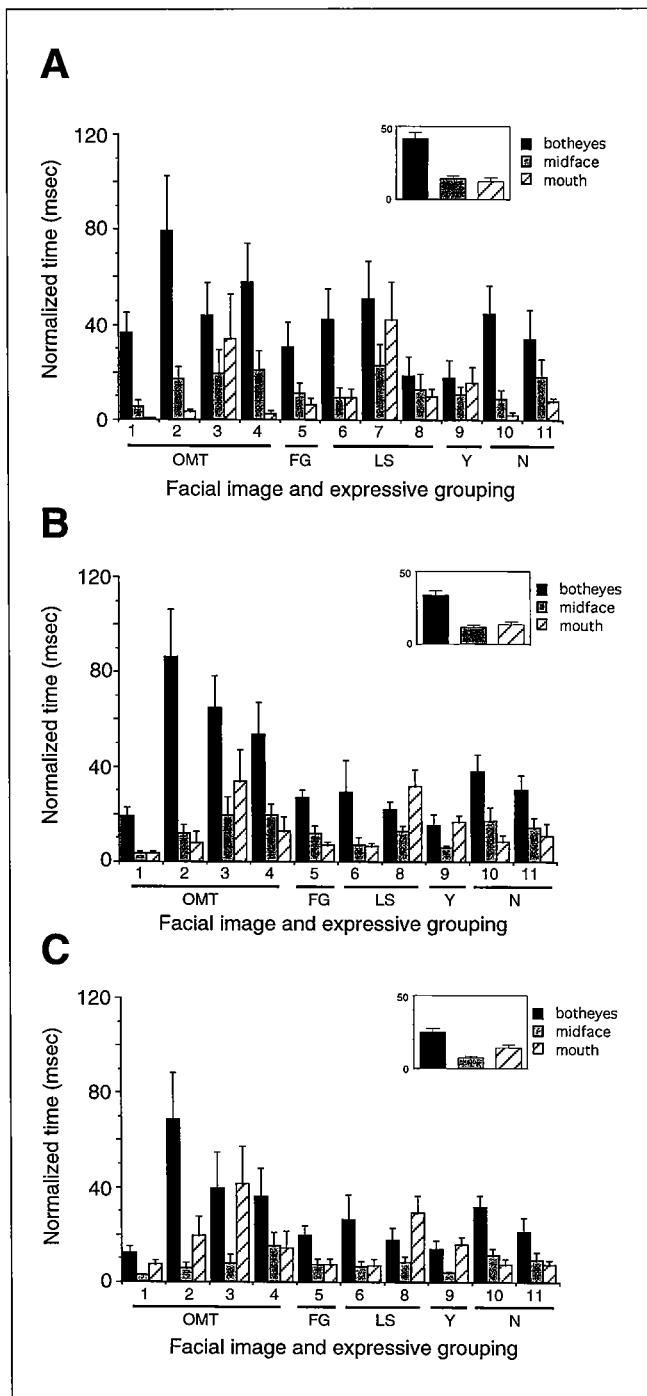 A
Normalized time (msec)
120
80
40
0
50
0
botheyes
midface
mouth
1 2 3 4 5 6 7 8 9 10 11
OMT FG LS Y N
Facial image and expressive grouping
B
Normalized time (msec)
120
80
40
0
50
0
botheyes
midface
mouth
1 2 3 4 5 6 8 9 10 11
OMT FG LS Y N
Facial image and expressive grouping
C
Normalized time (msec)
120
80
40
0
50
0
botheyes
midface
mouth
1 2 3 4 5 6 8 9 10 11
OMT FG LS Y N
Facial image and expressive grouping